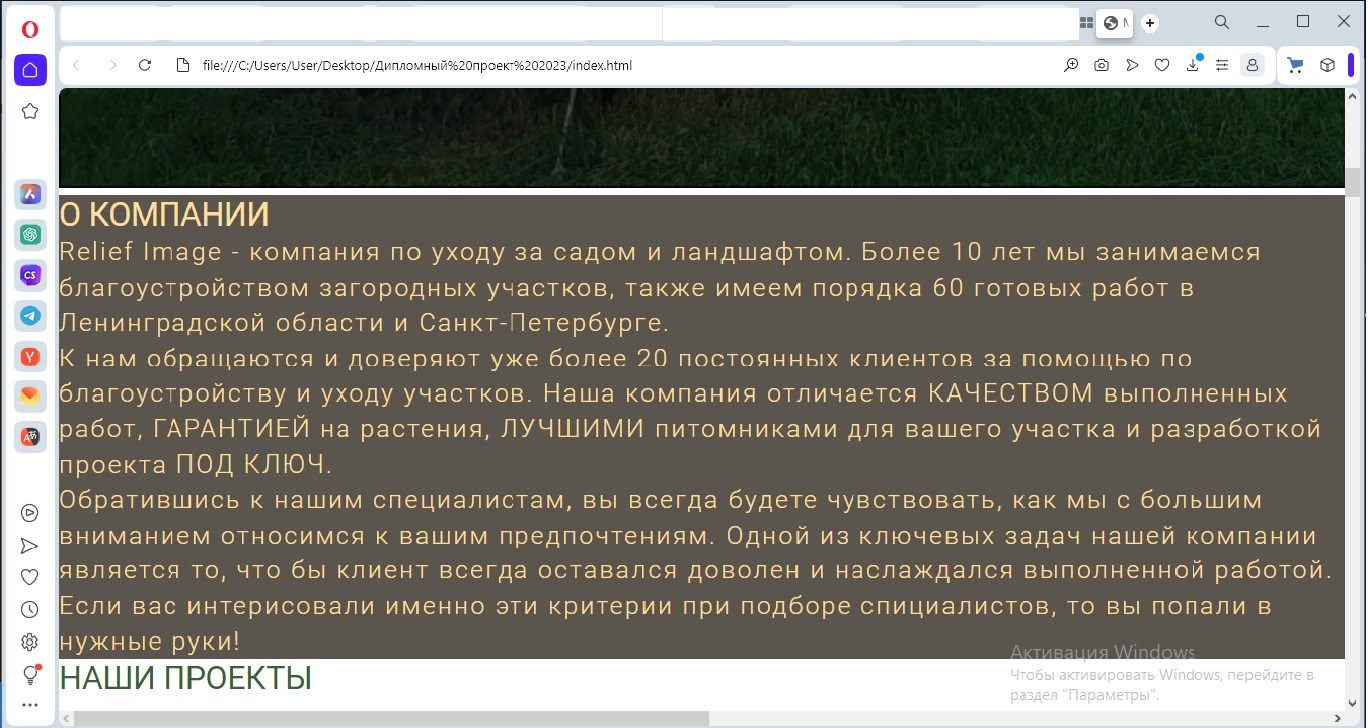 file:///C:/Users/User/Desktop/Дипломный%20проект%202023/index.html
О КОМПАНИИ
Relief Image - компания по уходу за садом и ландшафтом. Более 10 лет мы занимаемся
благоустройством загородных участков, также имеем порядка 60 готовых работ в
Ленинградской области и Санкт-Петербурге.
К нам обращаются и доверяют уже более 20 постоянных клиентов за помощью по
благоустройству и уходу участков. Наша компания отличается КАЧЕСТВОМ выполненных
работ, ГАРАНТИЕЙ на растения, ЛУЧШИМИ питомниками для вашего участка и разработкой
проекта ПОД КЛЮЧ.
Обратившись к нашим специалистам, вы всегда будете чувствовать, как мы с большим
вниманием относимся к вашим предпочтениям. Одной из ключевых задач нашей компании
является то, что бы клиент всегда оставался доволен и наслаждался выполненной работой.
Если вас интерисовали именно эти критерии при подборе спициалистов, то вы попали в
нужные руки!
НАШИ ПРОЕКТЫ
Активация Windows
Чтобы активировать Windows, перейдите в
раздел "Параметры".